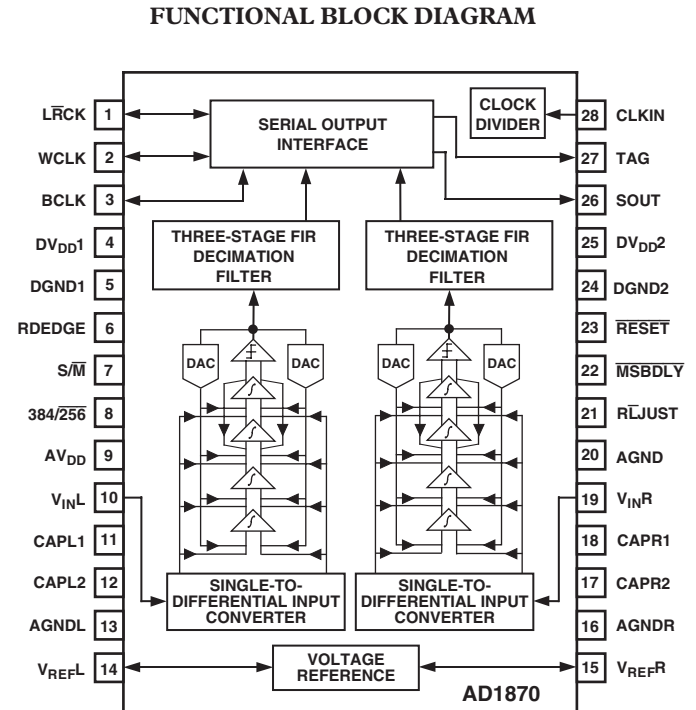 FUNCTIONAL BLOCK DIAGRAM
LR̅CK 1
WCLK 2
BCLK 3
DVDD1 4
DGND1 5
RDEDGE 6
S/M̅ 7
384/2̅5̅6̅ 8
AVDD 9
VINL 10
CAPL1 11
CAPL2 12
AGNDL 13
VREFL 14
SERIAL OUTPUT
INTERFACE
CLOCK
DIVIDER
THREE-STAGE FIR
DECIMATION
FILTER
THREE-STAGE FIR
DECIMATION
FILTER
DAC
DAC
DAC
DAC
∫
∫
∫
∫
∫
∫
∫
∫
SINGLE-TO-
DIFFERENTIAL INPUT
CONVERTER
SINGLE-TO-
DIFFERENTIAL INPUT
CONVERTER
VOLTAGE
REFERENCE
AD1870
28 CLKIN
27 TAG
26 SOUT
25 DVDD2
24 DGND2
23 R̅E̅S̅E̅T̅
22 M̅S̅B̅D̅L̅Y̅
21 RL̅JUST
20 AGND
19 VINR
18 CAPR1
17 CAPR2
16 AGNDR
15 VREFR